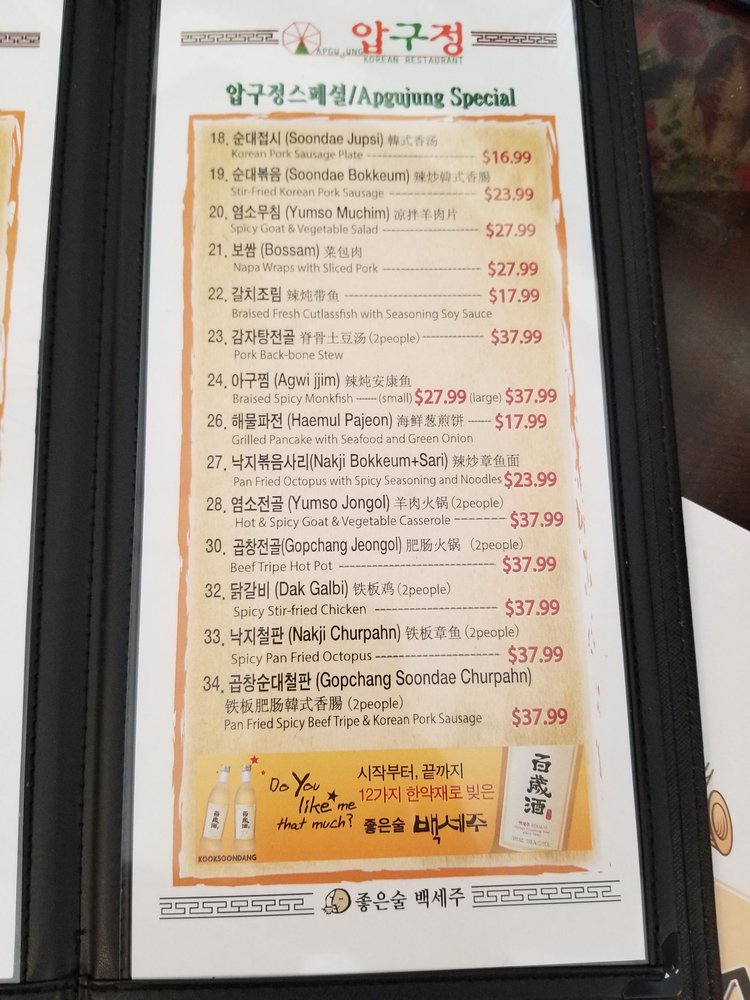 APGUJUNG 압구정
KOREAN RESTAURANT
압구정스페셜/Apgujung Special
18. 순대접시 (Soondae Jupsi) 韓式香汤
Korean Pork Sausage Plate $16.99
19. 순대볶음 (Soondae Bokkeum) 辣炒韓式香腸
Stir-Fried Korean Pork Sausage $23.99
20. 염소무침 (Yumso Muchim) 凉拌羊肉片
Spicy Goat & Vegetable Salad $27.99
21. 보쌈 (Bossam) 菜包肉
Napa Wraps with Sliced Pork $27.99
22. 갈치조림 辣炖带鱼 $17.99
Braised Fresh Cutlassfish with Seasoning Soy Sauce
23. 감자탕전골 脊骨土豆汤 (2people) $37.99
Pork Back-bone Stew
24. 아구찜 (Agwi jjim) 辣炖安康鱼
Braised Spicy Monkfish (small) $27.99 (large) $37.99
26. 해물파전 (Haemul Pajeon) 海鲜葱煎饼 $17.99
Grilled Pancake with Seafood and Green Onion
27. 낙지볶음사리(Nakji Bokkeum+Sari) 辣炒章鱼面
Pan Fried Octopus with Spicy Seasoning and Noodles $23.99
28. 염소전골 (Yumso Jongol) 羊肉火锅 (2people)
Hot & Spicy Goat & Vegetable Casserole $37.99
30. 곱창전골(Gopchang Jeongol) 肥肠火锅 (2people)
Beef Tripe Hot Pot $37.99
32. 닭갈비 (Dak Galbi) 铁板鸡 (2people)
Spicy Stir-fried Chicken $37.99
33. 낙지철판 (Nakji Churpahn) 铁板章鱼 (2people)
Spicy Pan Fried Octopus $37.99
34. 곱창순대철판 (Gopchang Soondae Churpahn)
铁板肥肠韓式香腸 (2people)
Pan Fried Spicy Beef Tripe & Korean Pork Sausage $37.99
Do You
like me
that much?
KOOKSOONDANG
시작부터, 끝까지
12가지 한약재로 빚은
좋은술 백세주
百歲酒
좋은술 백세주